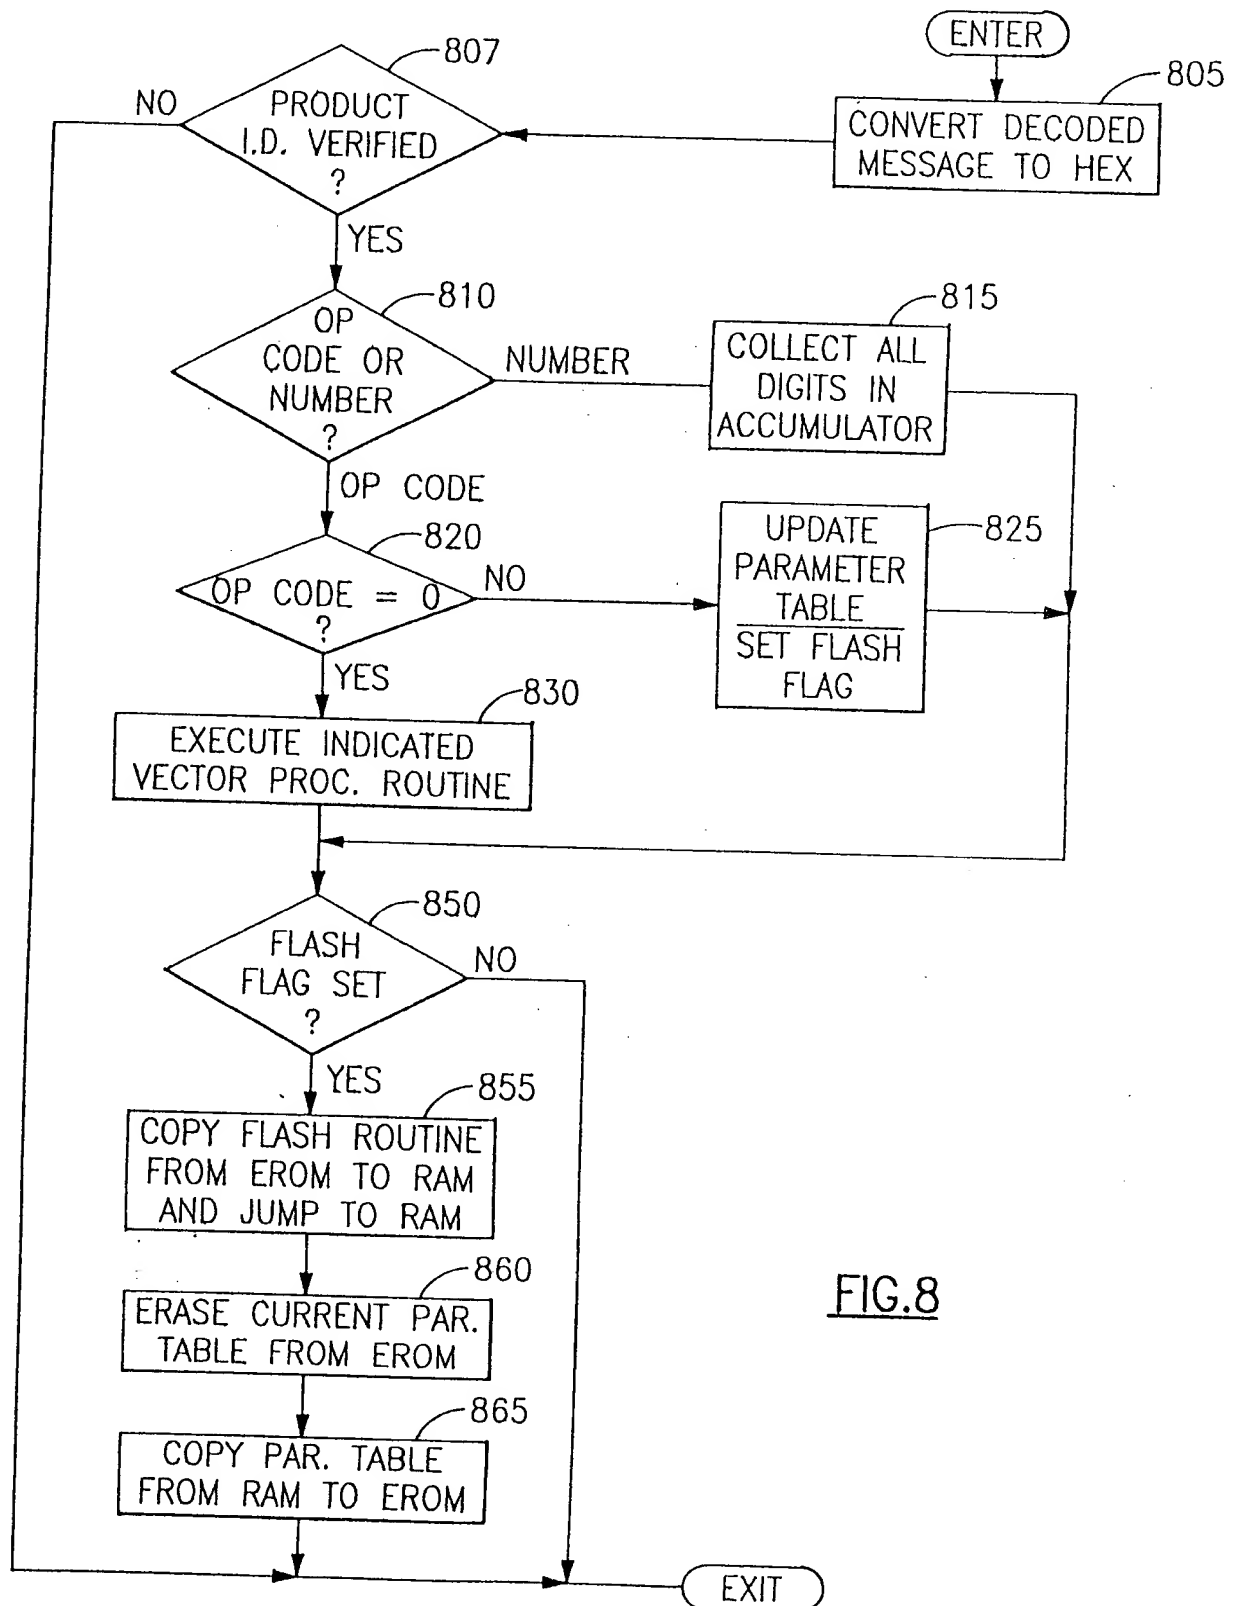 ENTER
805
CONVERT DECODED
MESSAGE TO HEX
807
PRODUCT
I.D. VERIFIED
?
NO
YES
810
OP
CODE OR
NUMBER
?
NUMBER
815
COLLECT ALL
DIGITS IN
ACCUMULATOR
OP CODE
820
OP CODE = 0
?
NO
825
UPDATE
PARAMETER
TABLE
SET FLASH
FLAG
YES
830
EXECUTE INDICATED
VECTOR PROC. ROUTINE
850
FLASH
FLAG SET
?
NO
YES
855
COPY FLASH ROUTINE
FROM EROM TO RAM
AND JUMP TO RAM
860
ERASE CURRENT PAR.
TABLE FROM EROM
865
COPY PAR. TABLE
FROM RAM TO EROM
EXIT
FIG.8